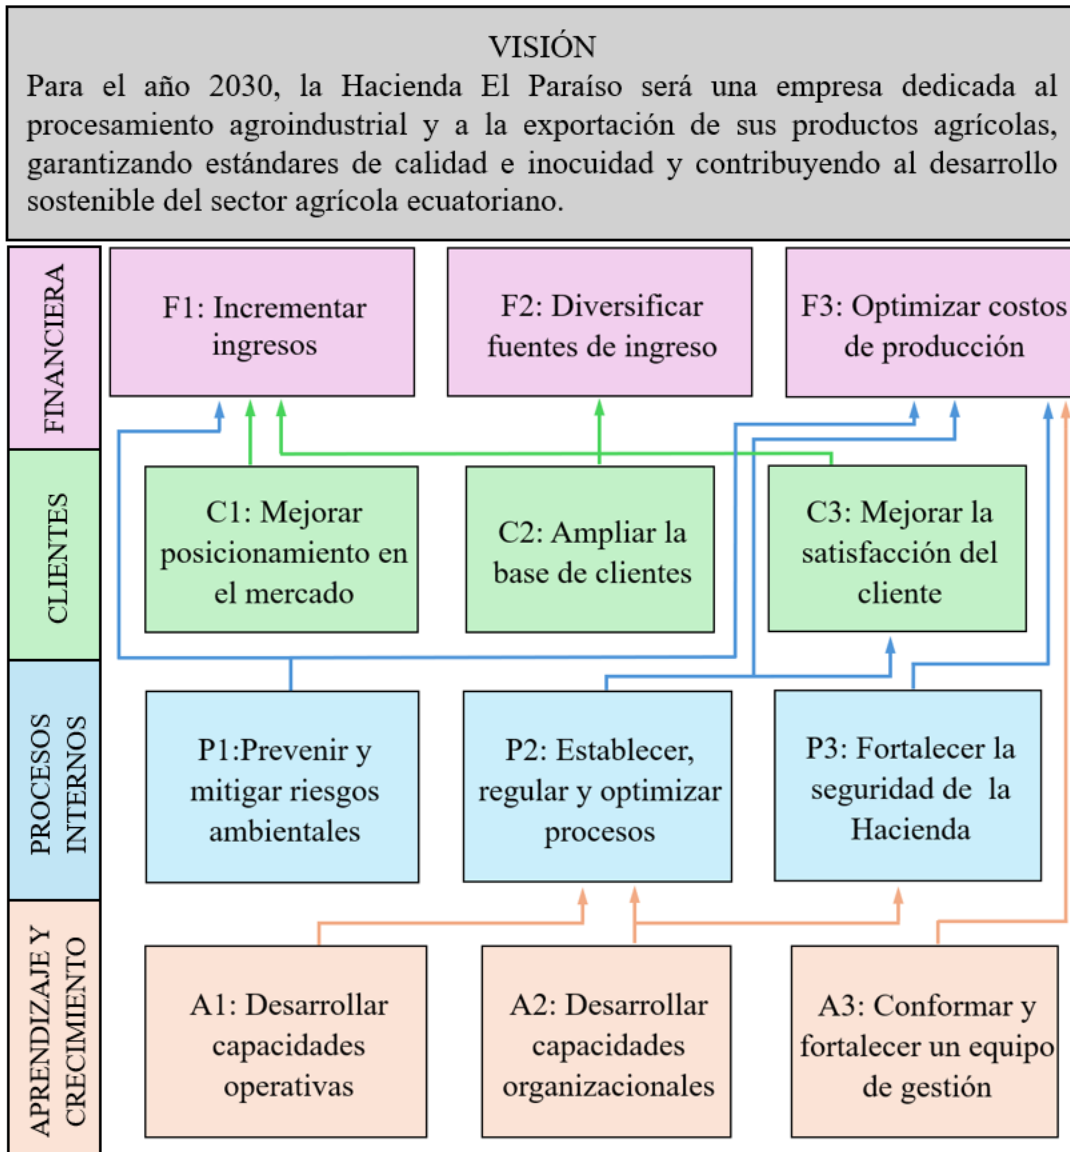 VISIÓN
Para el año 2030, la Hacienda El Paraíso será una empresa dedicada al
procesamiento agroindustrial y a la exportación de sus productos agrícolas,
garantizando estándares de calidad e inocuidad y contribuyendo al desarrollo
sostenible del sector agrícola ecuatoriano.
FINANCIERA
F1: Incrementar
ingresos
F2: Diversificar
fuentes de ingreso
F3: Optimizar costos
de producción
CLIENTES
C1: Mejorar
posicionamiento en
el mercado
C2: Ampliar la
base de clientes
C3: Mejorar la
satisfacción del
cliente
PROCESOS
INTERNOS
P1:Prevenir y
mitigar riesgos
ambientales
P2: Establecer,
regular y optimizar
procesos
P3: Fortalecer la
seguridad de la
Hacienda
APRENDIZAJE Y
CRECIMIENTO
A1: Desarrollar
capacidades
operativas
A2: Desarrollar
capacidades
organizacionales
A3: Conformar y
fortalecer un equipo
de gestión